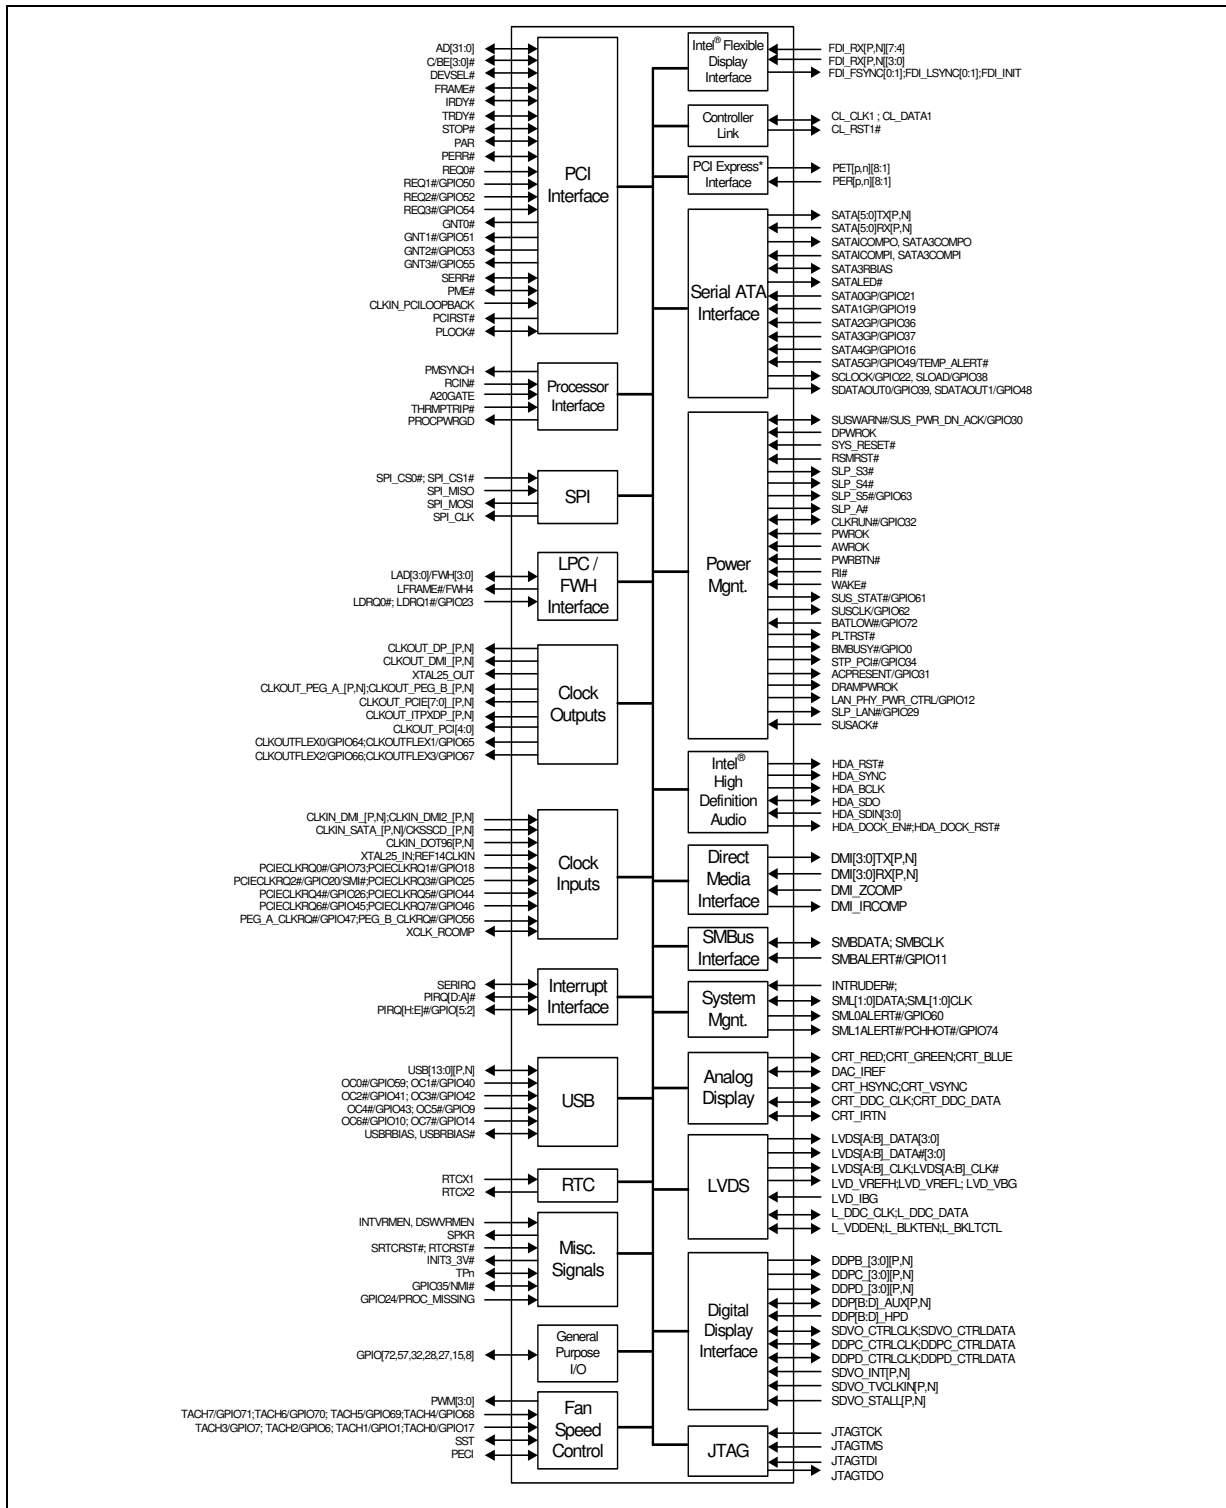 AD[31:0]
C/BE[3:0]#
DEVSEL#
FRAME#
IRDY#
TRDY#
STOP#
PAR
PERR#
REQ0#
REQ1#/GPIO50
REQ2#/GPIO52
REQ3#/GPIO54
GNT0#
GNT1#/GPIO51
GNT2#/GPIO53
GNT3#/GPIO55
SERR#
PME#
CLKIN_PCILOOPBACK
PCIRST#
PLOCK#
PCI
Interface
PMSYNCH
RCIN#
A20GATE
THRMPTRIP#
PROCPWRGD
Processor
Interface
SPI_CS0#; SPI_CS1#
SPI_MISO
SPI_MOSI
SPI_CLK
SPI
LAD[3:0]/FWH[3:0]
LFRAME#/FWH4
LDRQ0#; LDRQ1#/GPIO23
LPC /
FWH
Interface
CLKOUT_DP_[P,N]
CLKOUT_DMI_[P,N]
XTAL25_OUT
CLKOUT_PEG_A_[P,N];CLKOUT_PEG_B_[P,N]
CLKOUT_PCIE[7:0]_[P,N]
CLKOUT_ITPXDP_[P,N]
CLKOUT_PCI[4:0]
CLKOUTFLEX0/GPIO64;CLKOUTFLEX1/GPIO65
CLKOUTFLEX2/GPIO66;CLKOUTFLEX3/GPIO67
Clock
Outputs
CLKIN_DMI_[P,N];CLKIN_DMI2_[P,N]
CLKIN_SATA_[P,N]/CKSSCD_[P,N]
CLKIN_DOT96[P,N]
XTAL25_IN;REF14CLKIN
PCIECLKRQ0#/GPIO73;PCIECLKRQ1#/GPIO18
PCIECLKRQ2#/GPIO20/SMI#;PCIECLKRQ3#/GPIO25
PCIECLKRQ4#/GPIO26;PCIECLKRQ5#/GPIO44
PCIECLKRQ6#/GPIO45;PCIECLKRQ7#/GPIO46
PEG_A_CLKRQ#/GPIO47;PEG_B_CLKRQ#/GPIO56
XCLK_RCOMP
Clock
Inputs
SERIRQ
PIRQ[D:A]#
PIRQ[H:E]#/GPIO[5:2]
Interrupt
Interface
USB[13:0][P,N]
OC0#/GPIO59; OC1#/GPIO40
OC2#/GPIO41; OC3#/GPIO42
OC4#/GPIO43; OC5#/GPIO9
OC6#/GPIO10; OC7#/GPIO14
USBRBIAS, USBRBIAS#
USB
RTCX1
RTCX2
RTC
INTVRMEN, DSWVRMEN
SPKR
SRTCRST#; RTCRST#
INIT3_3V#
TPn
GPIO35/NMI#
GPIO24/PROC_MISSING
Misc.
Signals
GPIO[72,57,32,28,27,15,8]
General
Purpose
I/O
PWM[3:0]
TACH7/GPIO71;TACH6/GPIO70; TACH5/GPIO69;TACH4/GPIO68
TACH3/GPIO7; TACH2/GPIO6; TACH1/GPIO1;TACH0/GPIO17
SST
PECI
Fan
Speed
Control
Intel® Flexible
Display
Interface
FDI_RX[P,N][7:4]
FDI_RX[P,N][[3:0]
FDI_FSYNC[0:1];FDI_LSYNC[0:1];FDI_INIT
Controller
Link
CL_CLK1 ; CL_DATA1
CL_RST1#
PCI Express*
Interface
PET[p,n][8:1]
PER[p,n][8:1]
Serial ATA
Interface
SATA[5:0]TX[P,N]
SATA[5:0]RX[P,N]
SATAICOMPO, SATA3COMPO
SATAICOMPI, SATA3COMPI
SATA3RBIAS
SATALED#
SATA0GP/GPIO21
SATA1GP/GPIO19
SATA2GP/GPIO36
SATA3GP/GPIO37
SATA4GP/GPIO16
SATA5GP/GPIO49/TEMP_ALERT#
SCLOCK/GPIO22, SLOAD/GPIO38
SDATAOUT0/GPIO39, SDATAOUT1/GPIO48
Power
Mgnt.
SUSWARN#/SUS_PWR_DN_ACK/GPIO30
DPWROK
SYS_RESET#
RSMRST#
SLP_S3#
SLP_S4#
SLP_S5#/GPIO63
SLP_A#
CLKRUN#/GPIO32
PWROK
AWROK
PWRBTN#
RI#
WAKE#
SUS_STAT#/GPIO61
SUSCLK/GPIO62
BATLOW#/GPIO72
PLTRST#
BMBUSY#/GPIO0
STP_PCI#/GPIO34
ACPRESENT/GPIO31
DRAMPWROK
LAN_PHY_PWR_CTRL/GPIO12
SLP_LAN#/GPIO29
SUSACK#
Intel®
High
Definition
Audio
HDA_RST#
HDA_SYNC
HDA_BCLK
HDA_SDO
HDA_SDIN[3:0]
HDA_DOCK_EN#;HDA_DOCK_RST#
Direct
Media
Interface
DMI[3:0]TX[P,N]
DMI[3:0]RX[P,N]
DMI_ZCOMP
DMI_IRCOMP
SMBus
Interface
SMBDATA; SMBCLK
SMBALERT#/GPIO11
System
Mgnt.
INTRUDER#;
SML[1:0]DATA;SML[1:0]CLK
SML0ALERT#/GPIO60
SML1ALERT#/PCHHOT#/GPIO74
Analog
Display
CRT_RED;CRT_GREEN;CRT_BLUE
DAC_IREF
CRT_HSYNC;CRT_VSYNC
CRT_DDC_CLK;CRT_DDC_DATA
CRT_IRTN
LVDS
LVDS[A:B]_DATA[3:0]
LVDS[A:B]_DATA#[3:0]
LVDS[A:B]_CLK;LVDS[A:B]_CLK#
LVD_VREFH;LVD_VREFL; LVD_VBG
LVD_IBG
L_DDC_CLK;L_DDC_DATA
L_VDDEN;L_BLKTEN;L_BKLTCTL
Digital
Display
Interface
DDPB_[3:0][P,N]
DDPC_[3:0][P,N]
DDPD_[3:0][P,N]
DDP[B:D]_AUX[P,N]
DDP[B:D]_HPD
SDVO_CTRLCLK;SDVO_CTRLDATA
DDPC_CTRLCLK;DDPC_CTRLDATA
DDPD_CTRLCLK;DDPD_CTRLDATA
SDVO_INT[P,N]
SDVO_TVCLKIN[P,N]
SDVO_STALL[P,N]
JTAG
JTAGTCK
JTAGTMS
JTAGTDI
JTAGTDO